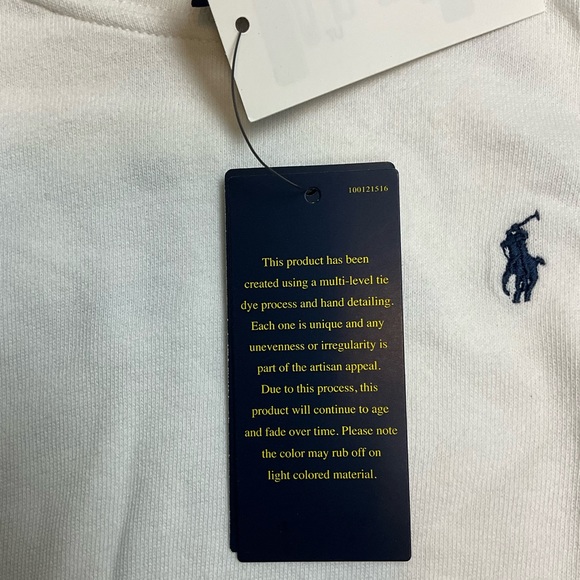 100121516
This product has been
created using a multi-level tie
dye process and hand detailing.
Each one is unique and any
unevenness or irregularity is
part of the artisan appeal.
Due to this process, this
product will continue to age
and fade over time. Please note
the color may rub off on
light colored material.